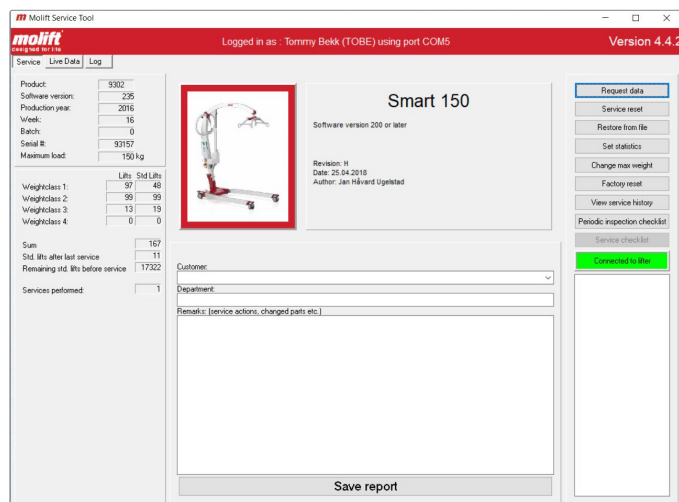 m Molift Service Tool
molift
designed for life
Logged in as : Tommy Bekk (TOBE) using port COM5
Version 4.4.2
Service Live Data Log
Product: 9302
Software version: 235
Production year: 2016
Week: 16
Batch: 0
Serial #: 93157
Maximum load: 150 kg
Lifts Std Lifts
Weightclass 1: 97 48
Weightclass 2: 99 99
Weightclass 3: 13 19
Weightclass 4: 0 0
Sum 167
Std. lifts after last service 11
Remaining std. lifts before service 17322
Services performed: 1
Smart 150
Software version 200 or later
Revision: H
Date: 25.04.2018
Author: Jan Håvard Ugelstad
Customer:
Department:
Remarks: (service actions, changed parts etc.)
Save report
Request data
Service reset
Restore from file
Set statistics
Change max weight
Factory reset
View service history
Periodic inspection checklist
Service checklist
Connected to lifter